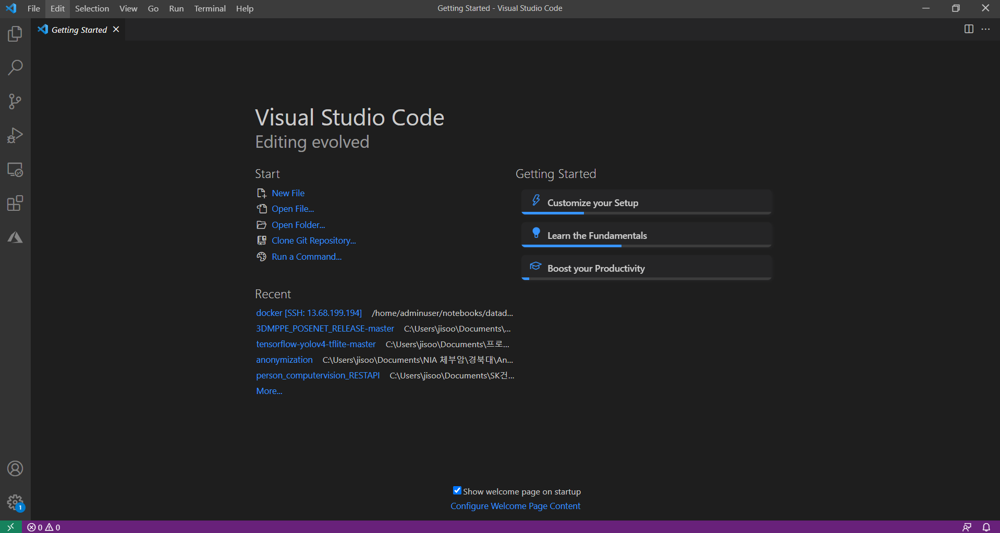 File Edit Selection View Go Run Terminal Help
Getting Started - Visual Studio Code
Getting Started
Visual Studio Code
Editing evolved
Start
New File
Open File...
Open Folder...
Clone Git Repository...
Run a Command...
Getting Started
Customize your Setup
Learn the Fundamentals
Boost your Productivity
Recent
docker [SSH: 13.68.199.194] /home/adminuser/notebooks/datad...
3DMPPE_POSENET_RELEASE-master C:\Users\jisoo\Documents\...
tensorflow-yolov4-tflite-master C:\Users\jisoo\Documents\프로...
anonymization C:\Users\jisoo\Documents\NIA 체부암\경북대\An...
person_computervision_RESTAPI C:\Users\jisoo\Documents\SK건...
More...
Show welcome page on startup
Configure Welcome Page Content
1
0 0